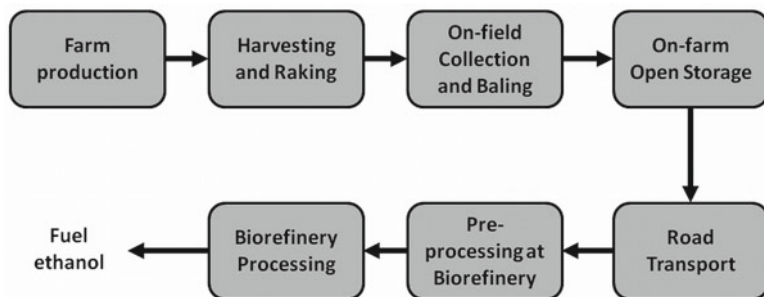 Farm
production
Harvesting
and Raking
On-field
Collection
and Baling
On-farm
Open Storage
Road
Transport
Pre-
processing at
Biorefinery
Biorefinery
Processing
Fuel
ethanol